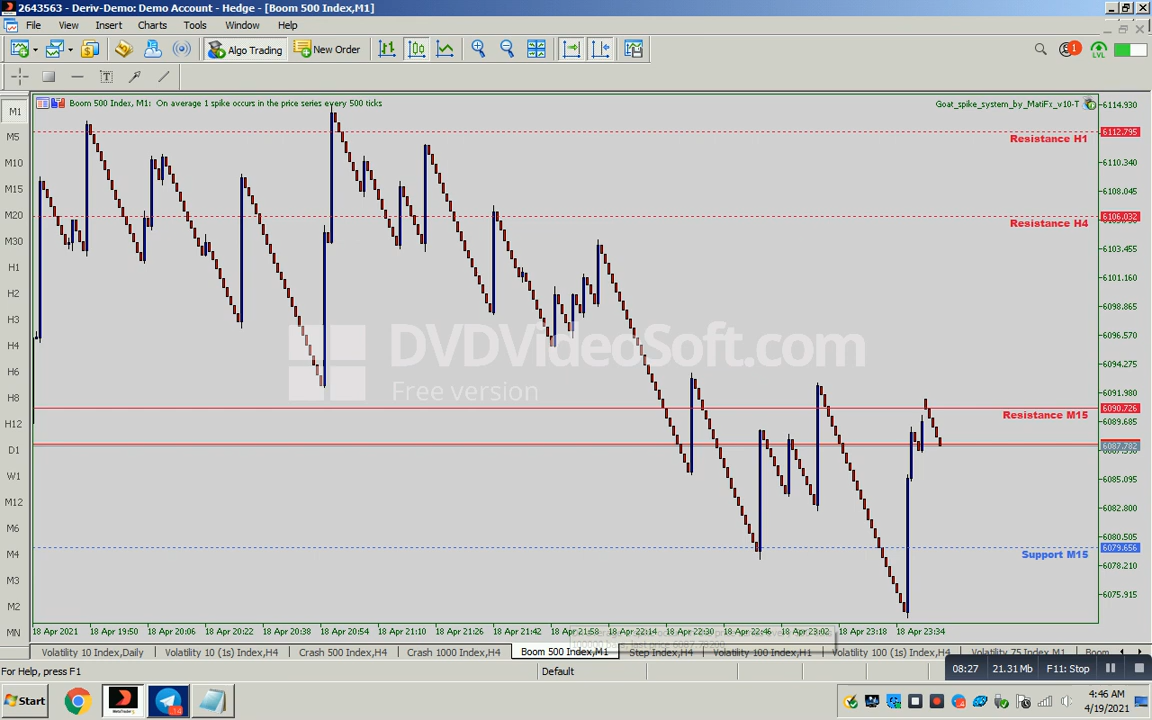 2643563 - Deriv-Demo: Demo Account - Hedge - [Boom 500 Index,M1]
File View Insert Charts Tools Window Help
Algo Trading New Order
1
LVL
T
M1
M5
M10
M15
M20
M30
H1
H2
H3
H4
H6
H8
H12
D1
W1
M12
M6
M4
M3
M2
MN
Boom 500 Index, M1: On average 1 spike occurs in the price series every 500 ticks
Goat_spike_system_by_MatiFx_v10-T
6114.930
6112.795
Resistance H1
6110.340
6108.045
6106.032
Resistance H4
6103.455
6101.160
6098.865
6096.570
6094.275
6091.980
6090.726
Resistance M15
6089.685
6087.782
6085.095
6082.800
6080.505
6079.656
Support M15
6078.210
6075.915
DVDVideoSoft.com
Free version
18 Apr 2021 18 Apr 19:50 18 Apr 20:06 18 Apr 20:22 18 Apr 20:38 18 Apr 20:54 18 Apr 21:10 18 Apr 21:26 18 Apr 21:42 18 Apr 21:58 18 Apr 22:14 18 Apr 22:30 18 Apr 22:46 18 Apr 23:02 18 Apr 23:18 18 Apr 23:34
Volatility 10 Index,Daily Volatility 10 (1s) Index,H4 Crash 500 Index,H4 Crash 1000 Index,H4 Boom 500 Index,M1 Step Index,H4 Volatility 100 Index,H1 Volatility 100 (1s) Index,H4 Volatility 75 Index,M1 Boom
For Help, press F1
Default
08:27 21.31 Mb F11: Stop
Start
14
4:46 AM
4/19/2021